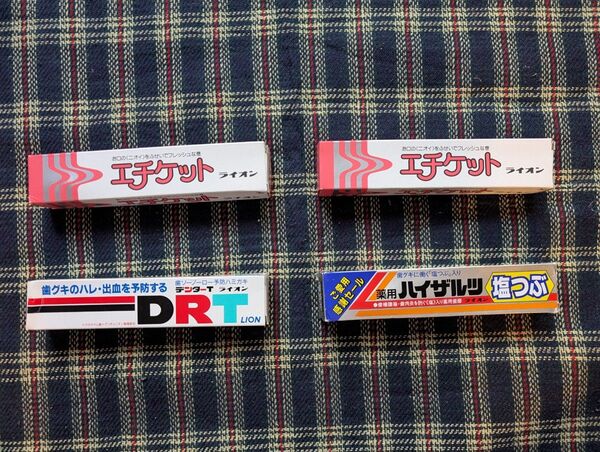 お口の〈ニオイ〉をふせいでフレッシュな息
エチケット ライオン
お口の〈ニオイ〉をふせいでフレッシュな息
エチケット ライオン
歯グキのハレ・出血を予防する
歯ソーノーロー予防ハミガキ
デンターT ライオン
DRT
LION
ご愛用
感謝セール
歯グキに働く「塩つぶ」入り
薬用 ハイザルツ 塩つぶ
ライオン